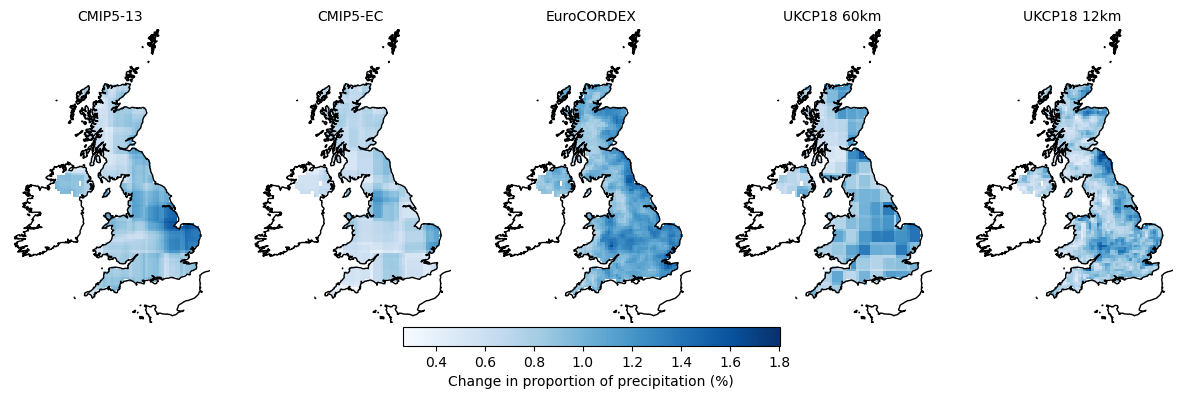 CMIP5-13
CMIP5-EC
EuroCORDEX
UKCP18 60km
UKCP18 12km
0.4 0.6 0.8 1.0 1.2 1.4 1.6 1.8
Change in proportion of precipitation (%)